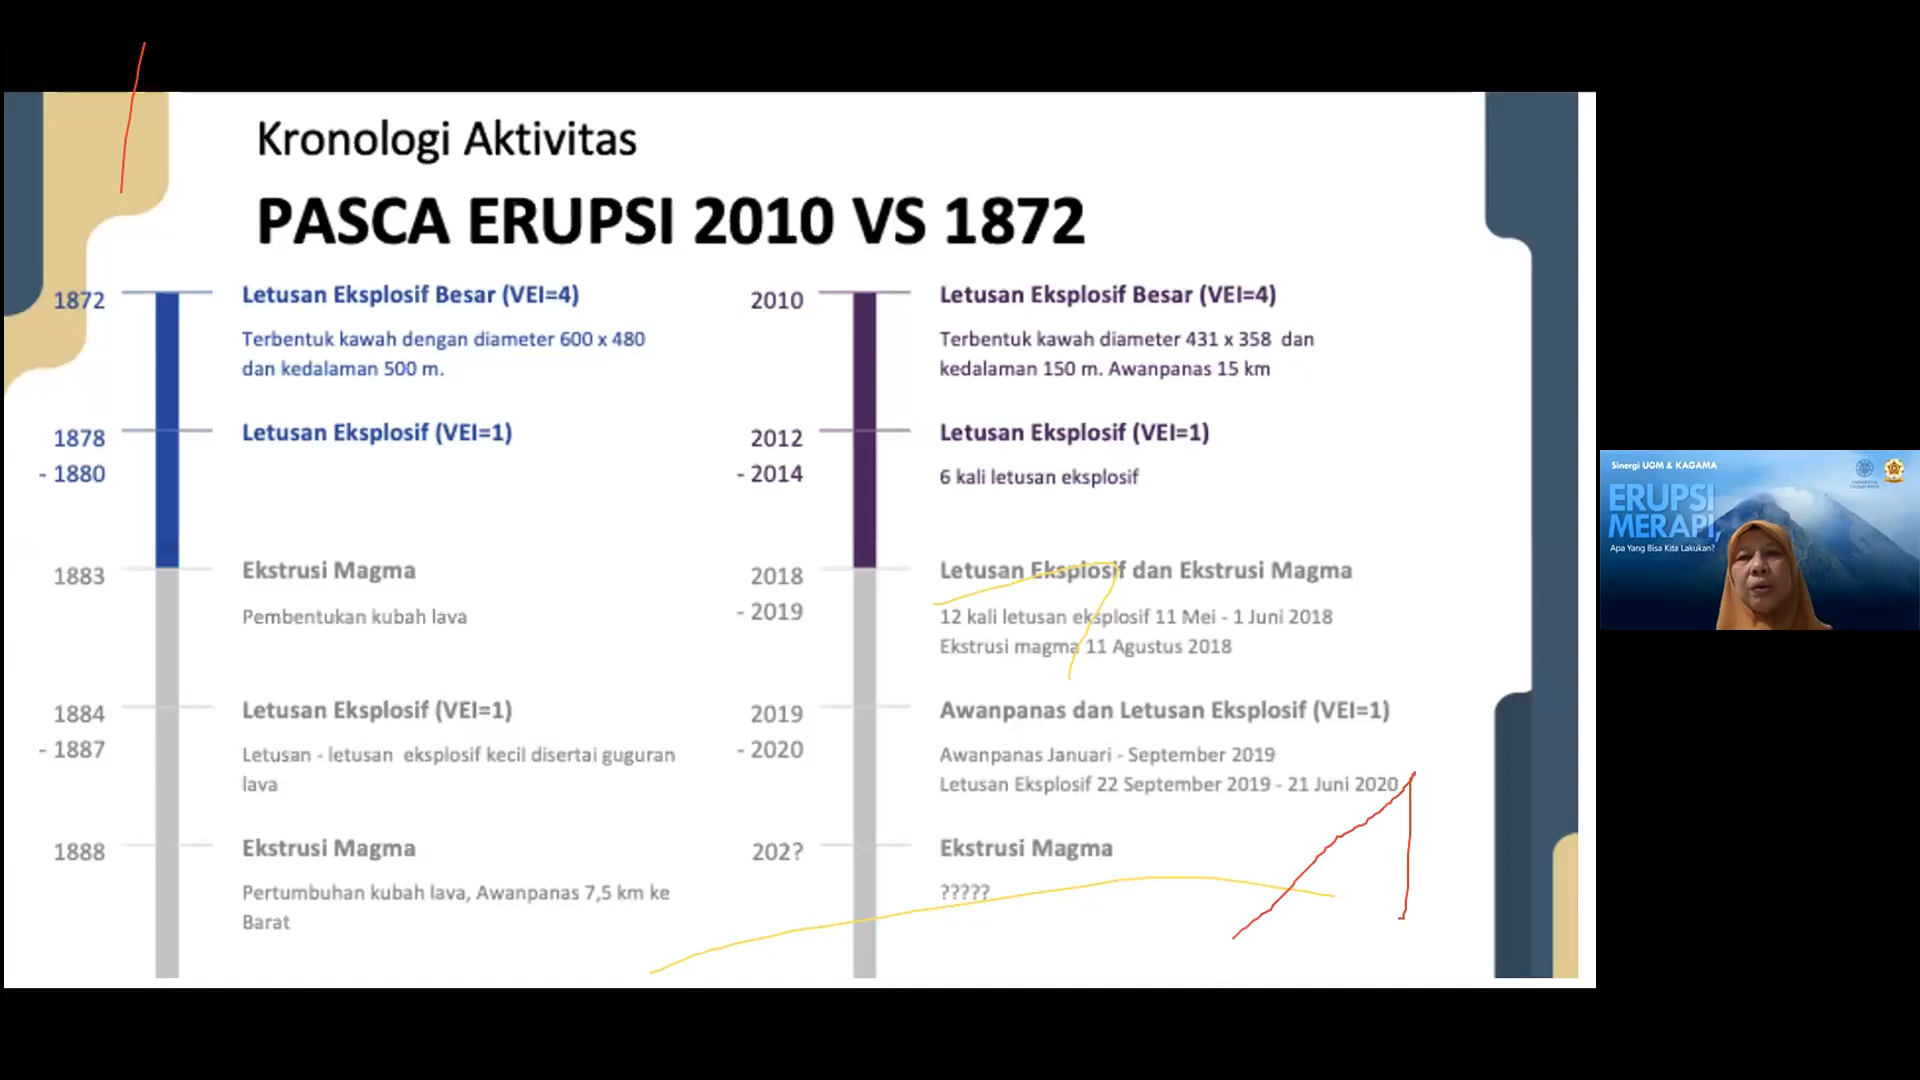 Kronologi Aktivitas
PASCA ERUPSI 2010 VS 1872
1872
Letusan Eksplosif Besar (VEI=4)
Terbentuk kawah dengan diameter 600 x 480
dan kedalaman 500 m.
1878
- 1880
Letusan Eksplosif (VEI=1)
1883
Ekstrusi Magma
Pembentukan kubah lava
1884
- 1887
Letusan Eksplosif (VEI=1)
Letusan - letusan eksplosif kecil disertai guguran
lava
1888
Ekstrusi Magma
Pertumbuhan kubah lava, Awanpanas 7,5 km ke
Barat
2010
Letusan Eksplosif Besar (VEI=4)
Terbentuk kawah diameter 431 x 358 dan
kedalaman 150 m. Awanpanas 15 km
2012
- 2014
Letusan Eksplosif (VEI=1)
6 kali letusan eksplosif
2018
- 2019
Letusan Eksplosif dan Ekstrusi Magma
12 kali letusan eksplosif 11 Mei - 1 Juni 2018
Ekstrusi magma 11 Agustus 2018
2019
- 2020
Awanpanas dan Letusan Eksplosif (VEI=1)
Awanpanas Januari - September 2019
Letusan Eksplosif 22 September 2019 - 21 Juni 2020
202?
Ekstrusi Magma
?????
Sinergi UGM & KAGAMA
ERUPSI
MERAPI,
Apa Yang Bisa Kita Lakukan?